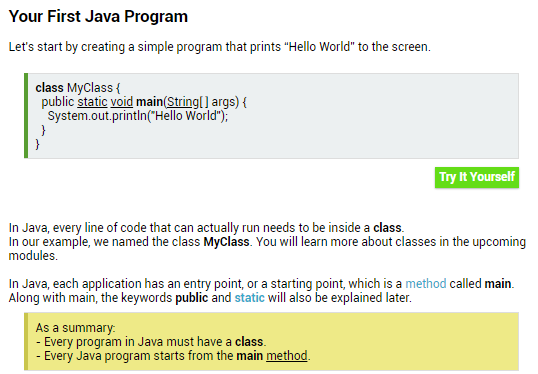 Your First Java Program
Let's start by creating a simple program that prints “Hello World” to the screen.
class MyClass {
public static void main(String[ ] args) {
System.out.println("Hello World");
}
}
Try It Yourself
In Java, every line of code that can actually run needs to be inside a class.
In our example, we named the class MyClass. You will learn more about classes in the upcoming
modules.
In Java, each application has an entry point, or a starting point, which is a method called main.
Along with main, the keywords public and static will also be explained later.
As a summary:
- Every program in Java must have a class.
- Every Java program starts from the main method.